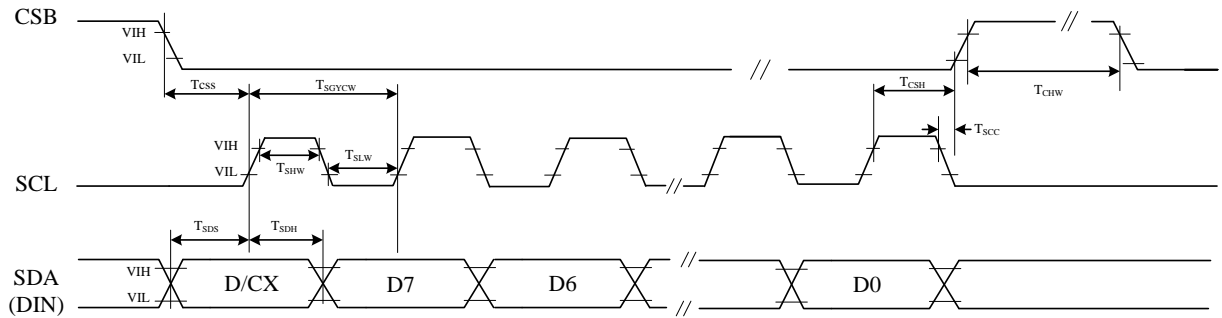 CSB
VIH
VIL
Tcss
TSGYCW
TCSH
TCHW
TSCC
SCL
VIH
VIL
TSHW
TSLW
TSDS
TSDH
SDA
(DIN)
VIH
VIL
D/CX
D7
D6
D0